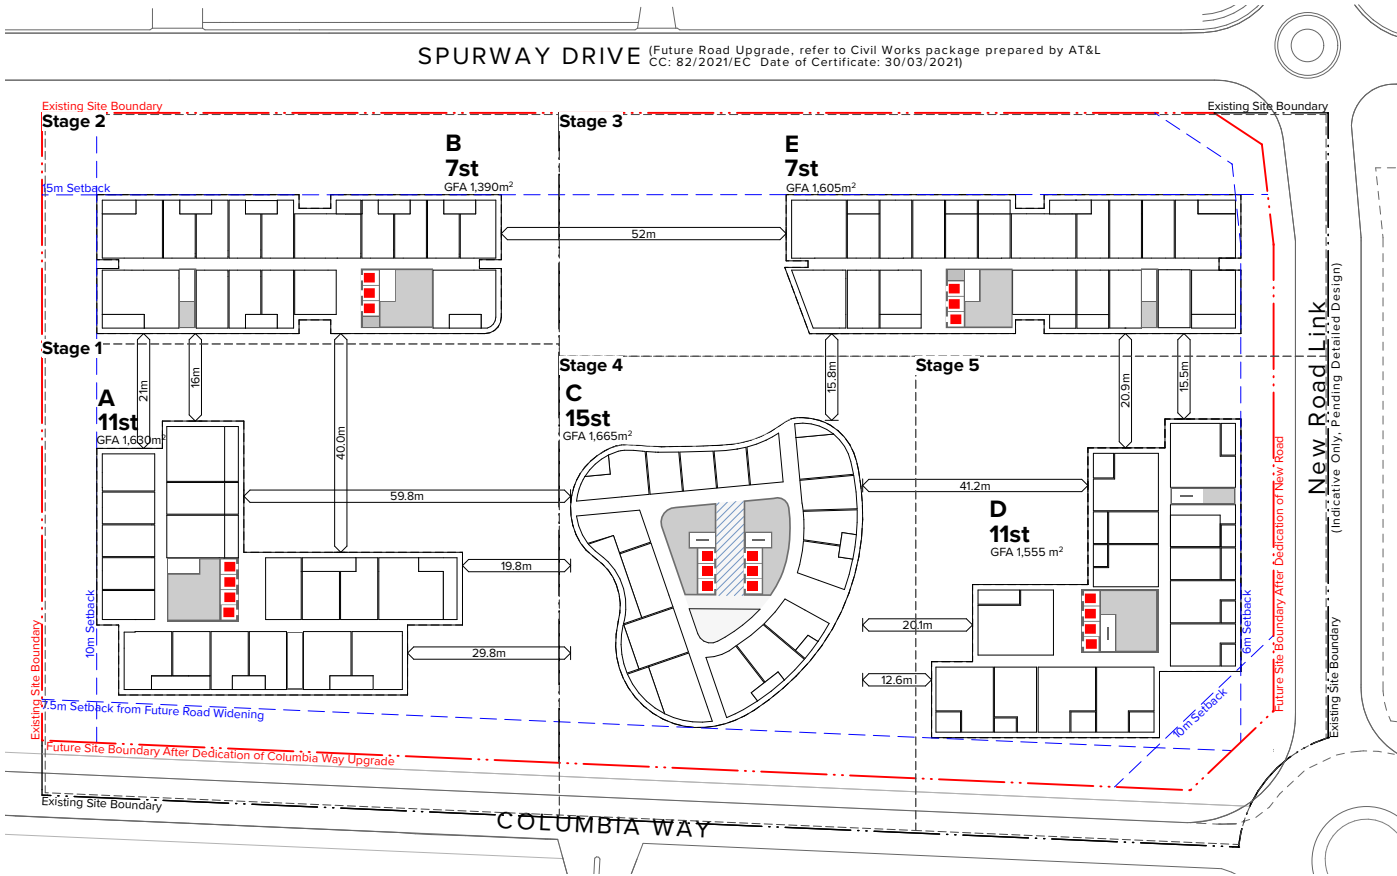 SPURWAY DRIVE (Future Road Upgrade, refer to Civil Works package prepared by AT&L
CC: 82/2021/EC Date of Certificate: 30/03/2021)
Existing Site Boundary
Existing Site Boundary
Stage 2
Stage 3
B
7st
GFA 1,390m²
E
7st
GFA 1,605m²
15m Setback
52m
New Road Link
(Indicative Only, Pending Detailed Design)
Stage 1
Stage 4
Stage 5
21m
16m
40.0m
15.8m
20.9m
15.5m
A
11st
GFA 1,630m²
C
15st
GFA 1,665m²
59.8m
41.2m
D
11st
GFA 1,555 m²
19.8m
20.1m
29.8m
12.6m
10m Setback
6m Setback
10m Setback
Existing Site Boundary
Future Site Boundary After Dedication of New Road
Existing Site Boundary
7.5m Setback from Future Road Widening
Future Site Boundary After Dedication of Columbia Way Upgrade
Existing Site Boundary
COLUMBIA WAY